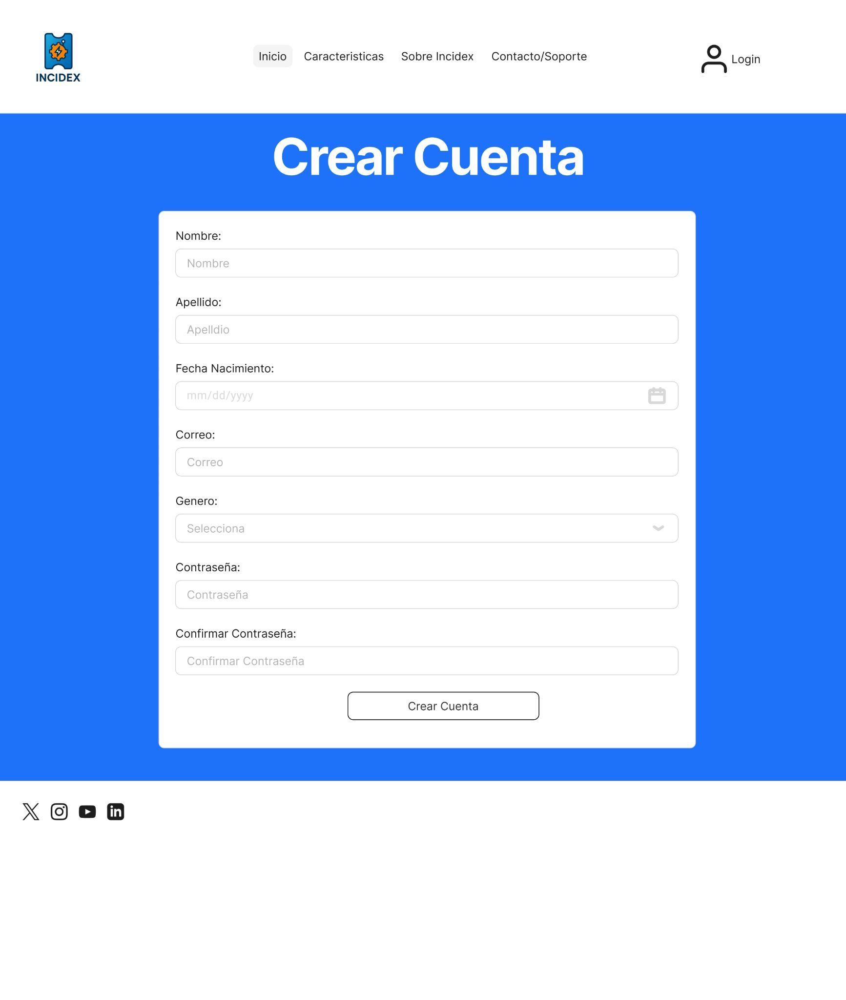 INCIDEX
Inicio Caracteristicas Sobre Incidex Contacto/Soporte
Login
Crear Cuenta
Nombre:
Nombre
Apellido:
Apelldio
Fecha Nacimiento:
mm/dd/yyyy
Correo:
Correo
Genero:
Selecciona
Contraseña:
Contraseña
Confirmar Contraseña:
Confirmar Contraseña
Crear Cuenta